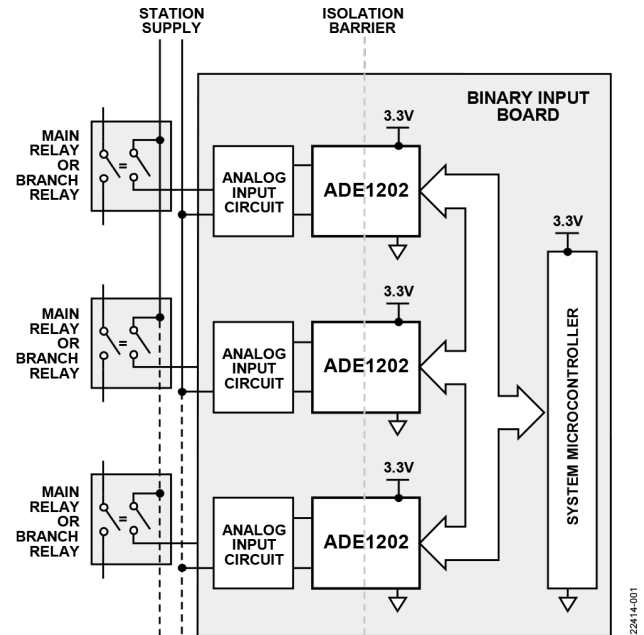 STATION
SUPPLY
ISOLATION
BARRIER
BINARY INPUT
BOARD
MAIN
RELAY
OR
BRANCH
RELAY
=
ANALOG
INPUT
CIRCUIT
3.3V
ADE1202
3.3V
SYSTEM MICROCONTROLLER
MAIN
RELAY
OR
BRANCH
RELAY
=
ANALOG
INPUT
CIRCUIT
3.3V
ADE1202
MAIN
RELAY
OR
BRANCH
RELAY
=
ANALOG
INPUT
CIRCUIT
3.3V
ADE1202
22414-001